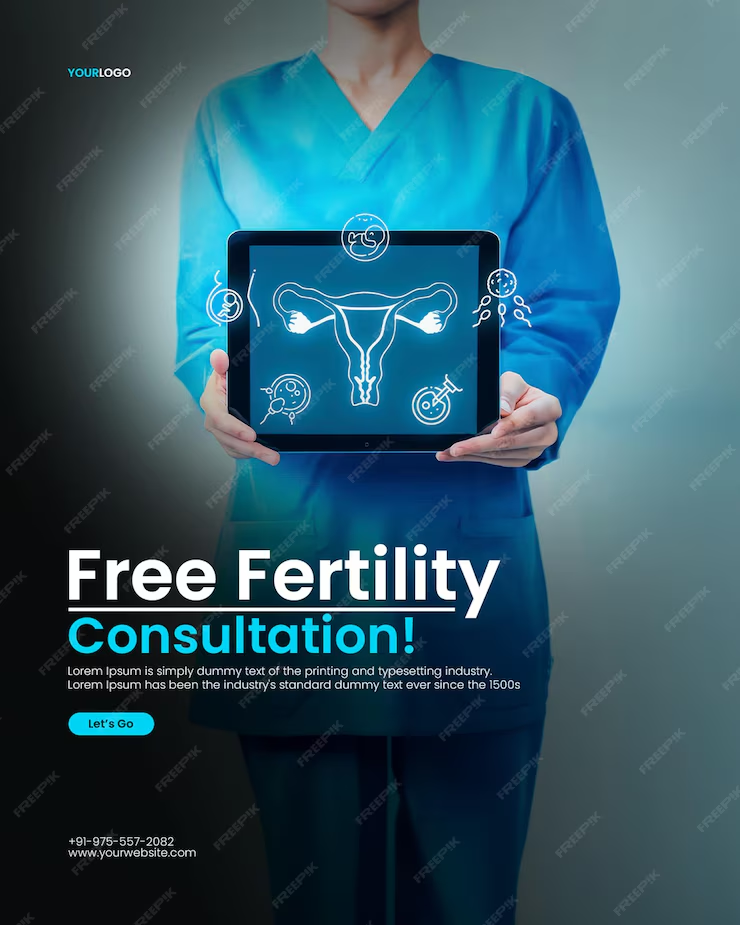 YOURLOGO
Free Fertility
Consultation!
Lorem Ipsum is simply dummy text of the printing and typesetting industry.
Lorem Ipsum has been the industry's standard dummy text ever since the 1500s
Let's Go
+91-975-557-2082
www.yourwebsite.com
FREEPIK